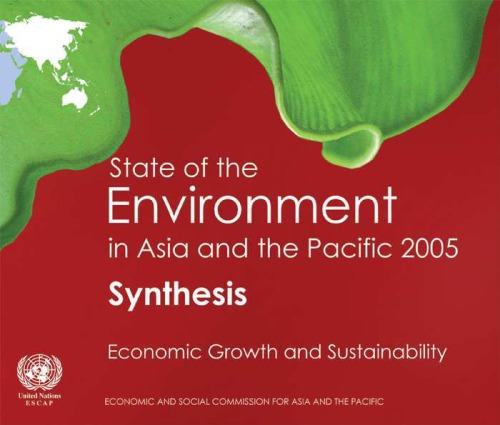 State of the
Environment
in Asia and the Pacific 2005
Synthesis
Economic Growth and Sustainability
United Nations
ESCAP
ECONOMIC AND SOCIAL COMMISSION FOR ASIA AND THE PACIFIC